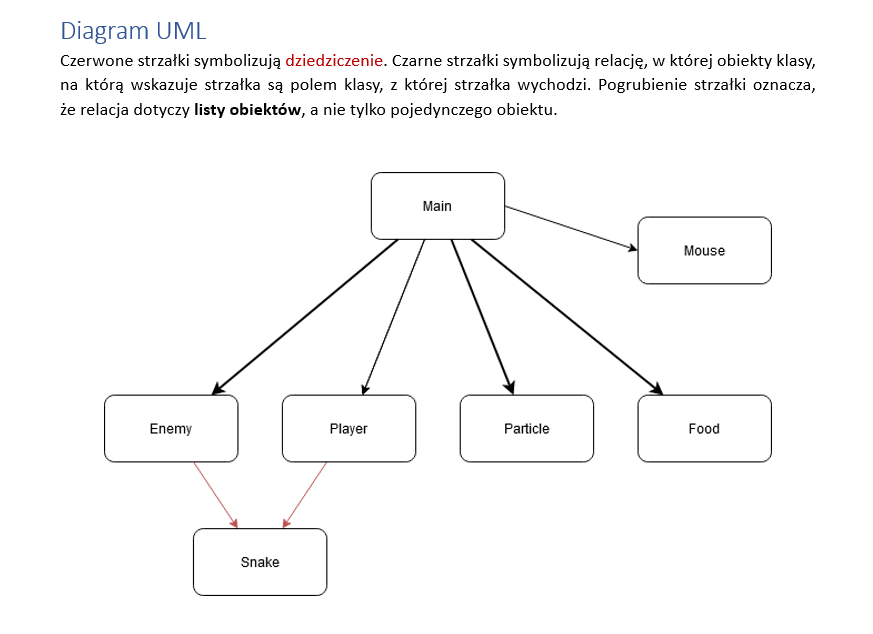 Diagram UML
Czerwone strzałki symbolizują dziedziczenie. Czarne strzałki symbolizują relację, w której obiekty klasy,
na którą wskazuje strzałka są polem klasy, z której strzałka wychodzi. Pogrubienie strzałki oznacza,
że relacja dotyczy listy obiektów, a nie tylko pojedynczego obiektu.
Main
Mouse
Enemy
Player
Particle
Food
Snake